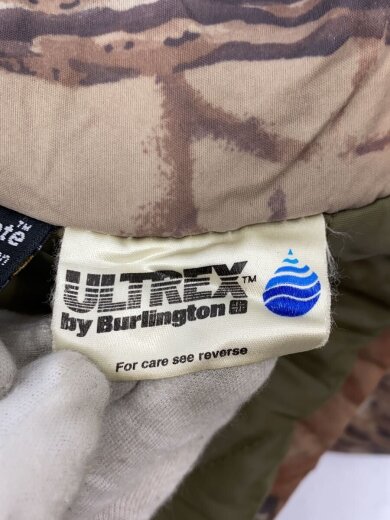 ULTREX™
by Burlington
For care see reverse